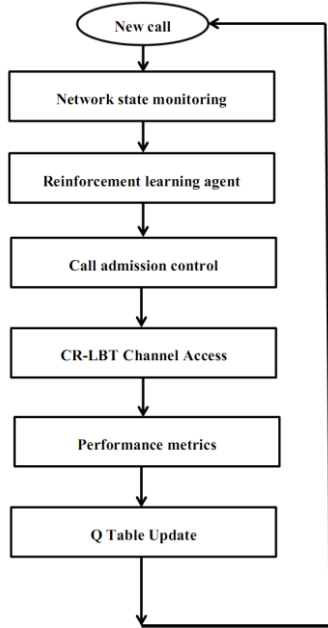 New call
Network state monitoring
Reinforcement learning agent
Call admission control
CR-LBT Channel Access
Performance metrics
Q Table Update